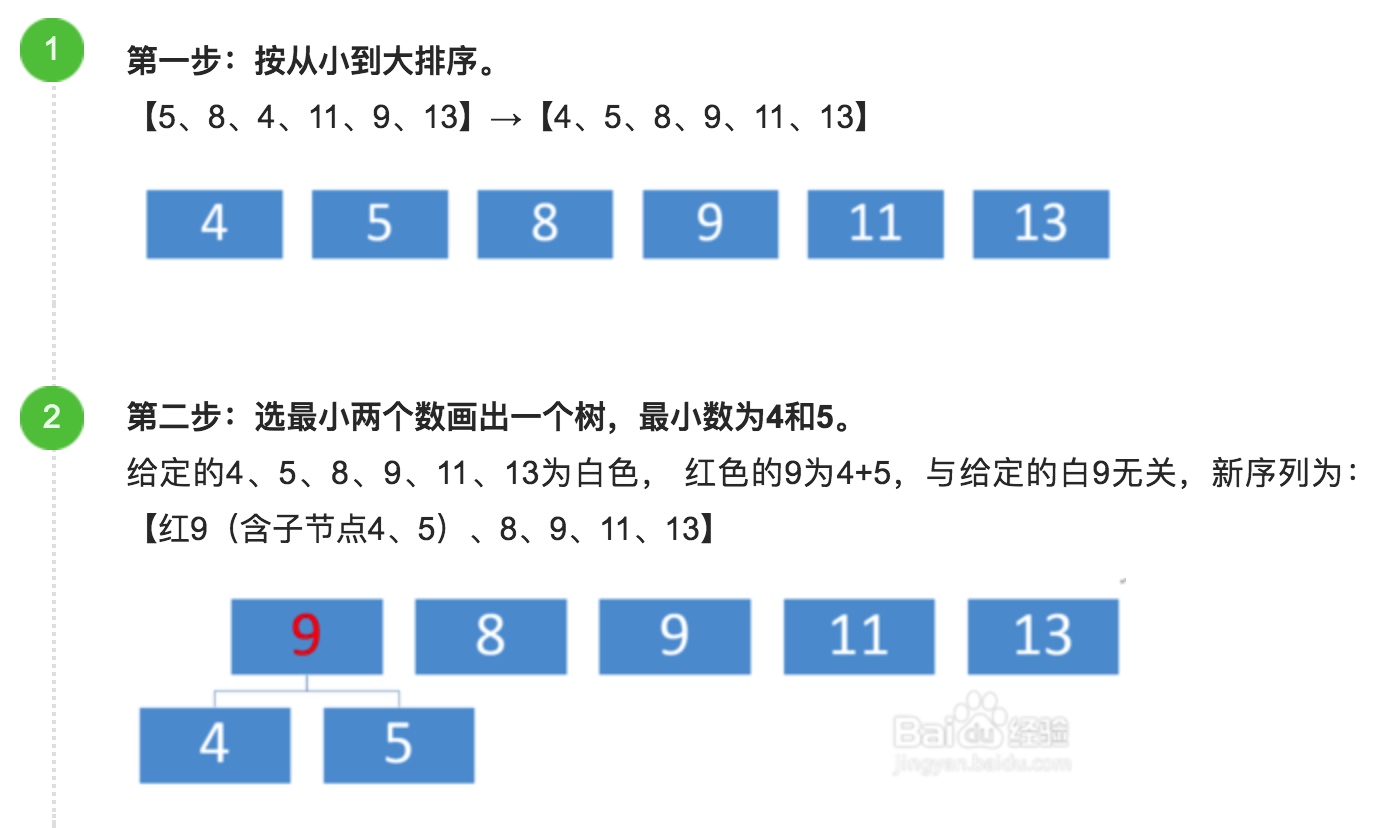 1
第一步：按从小到大排序。
【5、8、4、11、9、13】→【4、5、8、9、11、13】
4 5 8 9 11 13
2
第二步：选最小两个数画出一个树，最小数为4和5。
给定的4、5、8、9、11、13为白色， 红色的9为4+5，与给定的白9无关，新序列为：
【红9（含子节点4、5）、8、9、11、13】
9 8 9 11 13
4 5
Baidu经验
jingyan.baidu.com